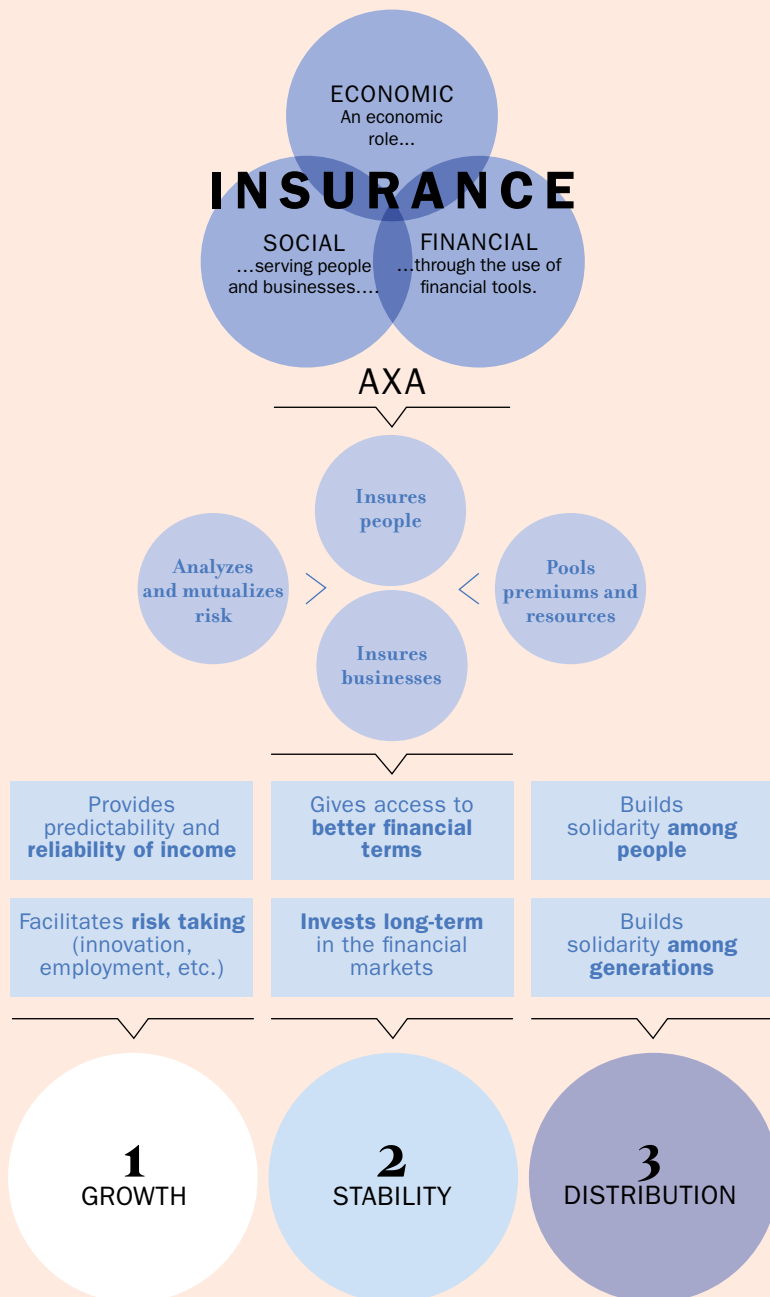 ECONOMIC
An economic
role...
INSURANCE
SOCIAL
...serving people
and businesses....
FINANCIAL
...through the use of
financial tools.
AXA
Insures
people
Analyzes
and mutualizes
risk
>
<
Pools
premiums and
resources
Insures
businesses
Provides
predictability and
reliability of income
Gives access to
better financial
terms
Builds
solidarity among
people
Facilitates risk taking
(innovation,
employment, etc.)
Invests long-term
in the financial
markets
Builds
solidarity among
generations
1
GROWTH
2
STABILITY
3
DISTRIBUTION